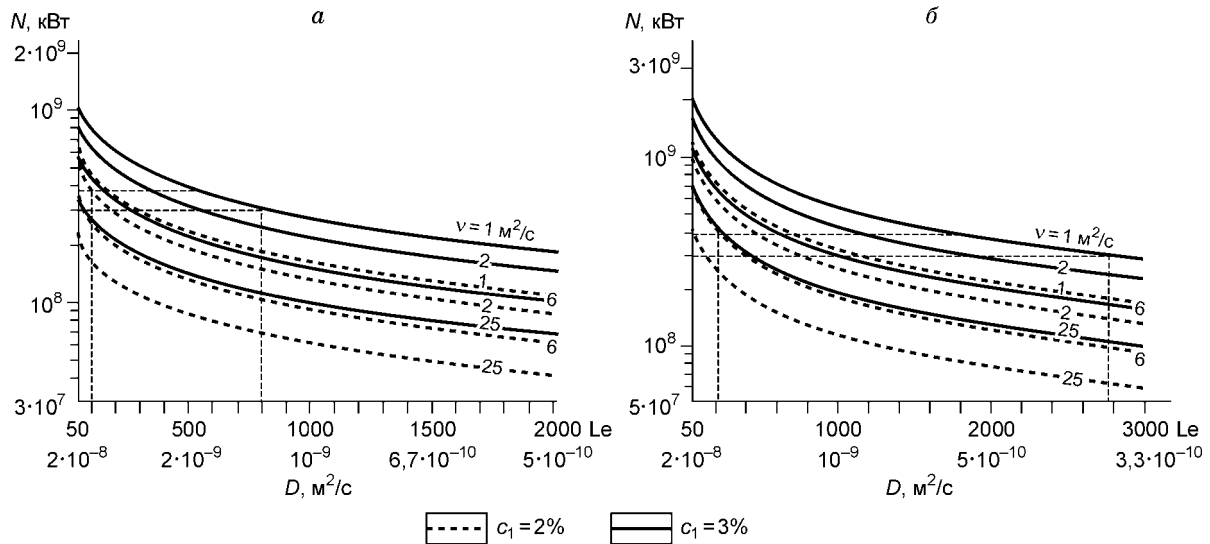 а
N, кВт
2·10⁹
10⁹
10⁸
3·10⁷
ν = 1 м²/с
2
1
6
2
25
6
25
50 500 1000 1500 2000 Le
2·10⁻⁸ 2·10⁻⁹ 10⁻⁹ 6,7·10⁻¹⁰ 5·10⁻¹⁰
D, м²/с
б
N, кВт
3·10⁹
10⁹
10⁸
5·10⁷
ν = 1 м²/с
2
1
6
2
25
6
25
50 1000 2000 3000 Le
2·10⁻⁸ 10⁻⁹ 5·10⁻¹⁰ 3,3·10⁻¹⁰
D, м²/с
c₁ = 2% c₁ = 3%